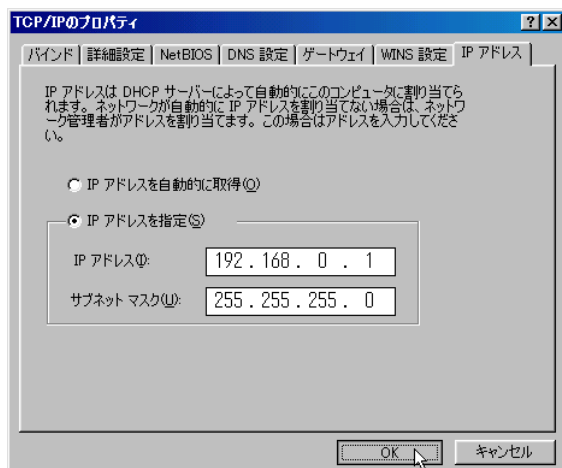 TCP/IPのプロパティ
バインド 詳細設定 NetBIOS DNS 設定 ゲートウェイ WINS 設定 IP アドレス
IP アドレスは DHCP サーバーによって自動的にこのコンピュータに割り当てら
れます。ネットワークが自動的に IP アドレスを割り当てない場合は、ネットワ
ーク管理者がアドレスを割り当てます。この場合はアドレスを入力してくださ
い。
IP アドレスを自動的に取得(O)
IP アドレスを指定(S)
IP アドレス(I): 192.168. 0 . 1
サブネット マスク(U): 255.255.255. 0
OK キャンセル